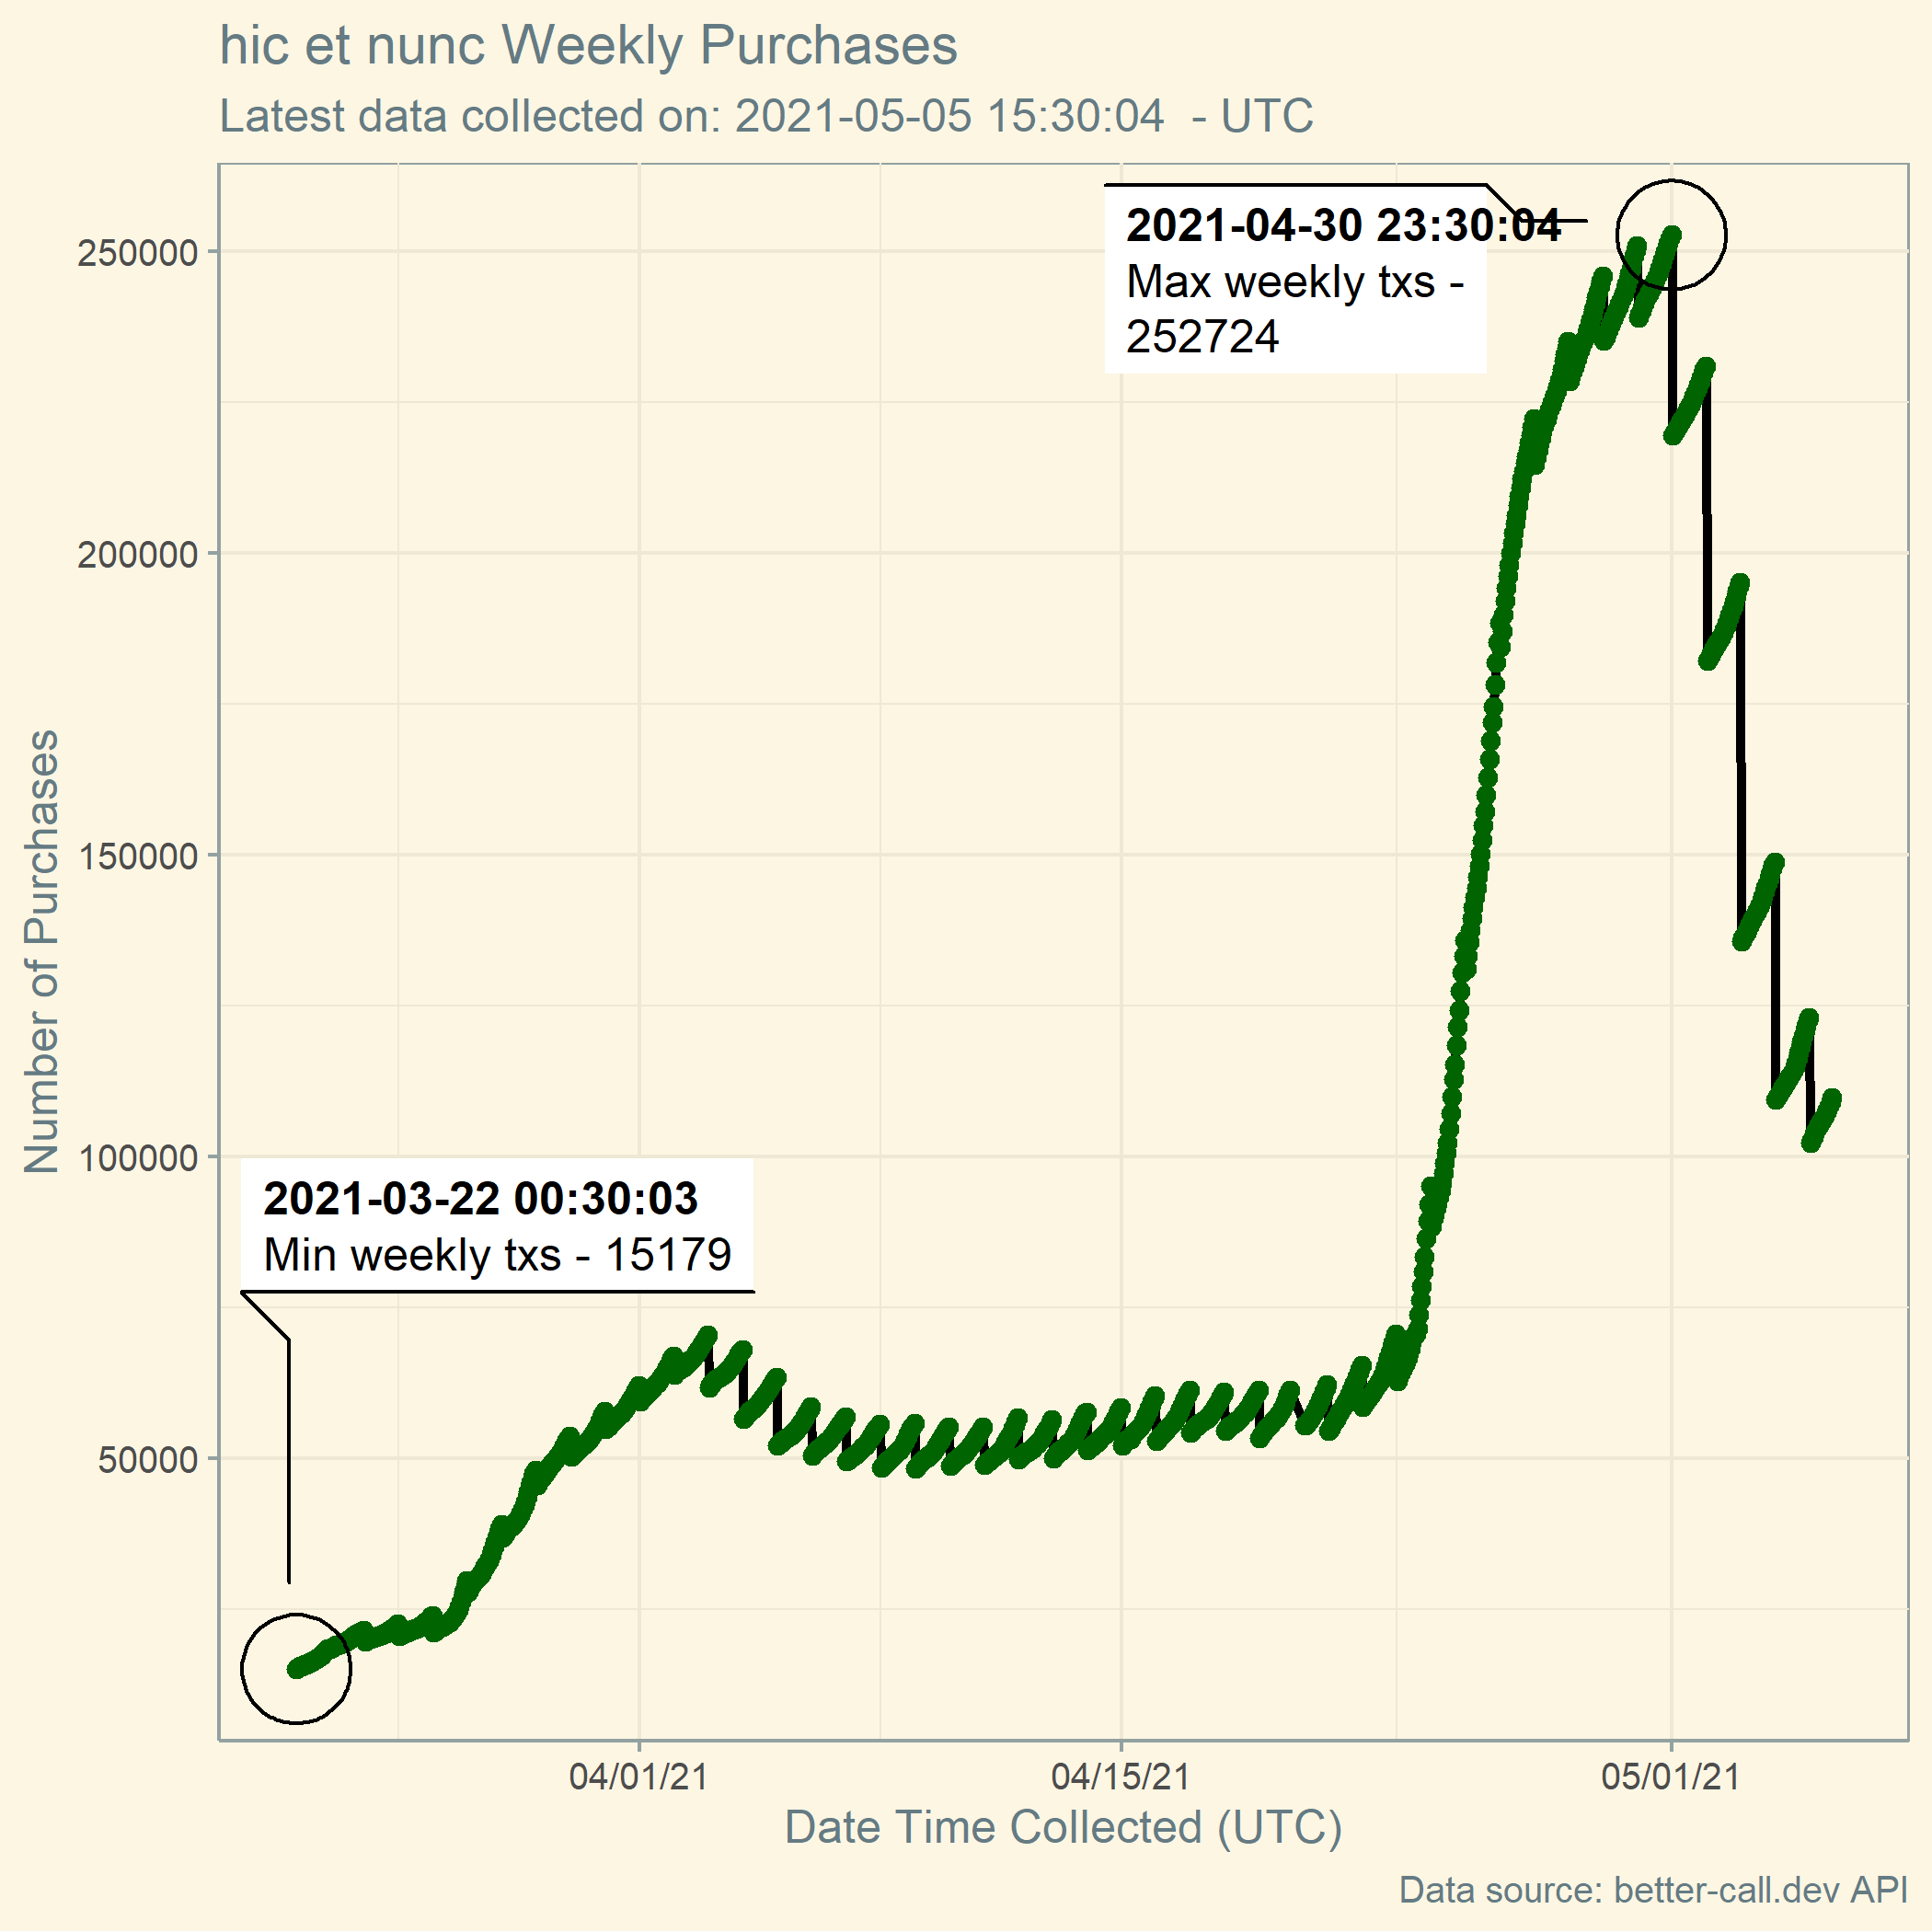 hic et nunc Weekly Purchases
Latest data collected on: 2021-05-05 15:30:04  - UTC
250000
200000
150000
100000
50000
Number of Purchases
2021-04-30 23:30:04
Max weekly txs -
252724
2021-03-22 00:30:03
Min weekly txs - 15179
04/01/21
04/15/21
05/01/21
Date Time Collected (UTC)
Data source: better-call.dev API